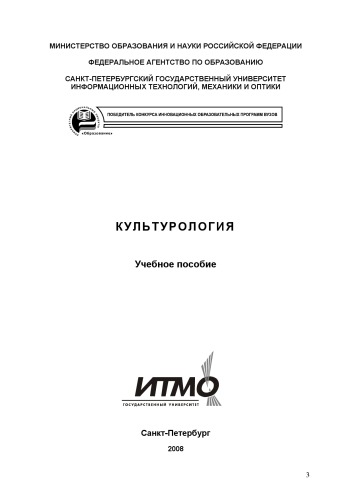 МИНИСТЕРСТВО ОБРАЗОВАНИЯ И НАУКИ РОССИЙСКОЙ ФЕДЕРАЦИИ
ФЕДЕРАЛЬНОЕ АГЕНТСТВО ПО ОБРАЗОВАНИЮ
САНКТ-ПЕТЕРБУРГСКИЙ ГОСУДАРСТВЕННЫЙ УНИВЕРСИТЕТ
ИНФОРМАЦИОННЫХ ТЕХНОЛОГИЙ, МЕХАНИКИ И ОПТИКИ
ПОБЕДИТЕЛЬ КОНКУРСА ИННОВАЦИОННЫХ ОБРАЗОВАТЕЛЬНЫХ ПРОГРАММ ВУЗОВ
«Образование»
КУЛЬТУРОЛОГИЯ
Учебное пособие
ИТМО
ГОСУДАРСТВЕННЫЙ УНИВЕРСИТЕТ
Санкт-Петербург
2008
3